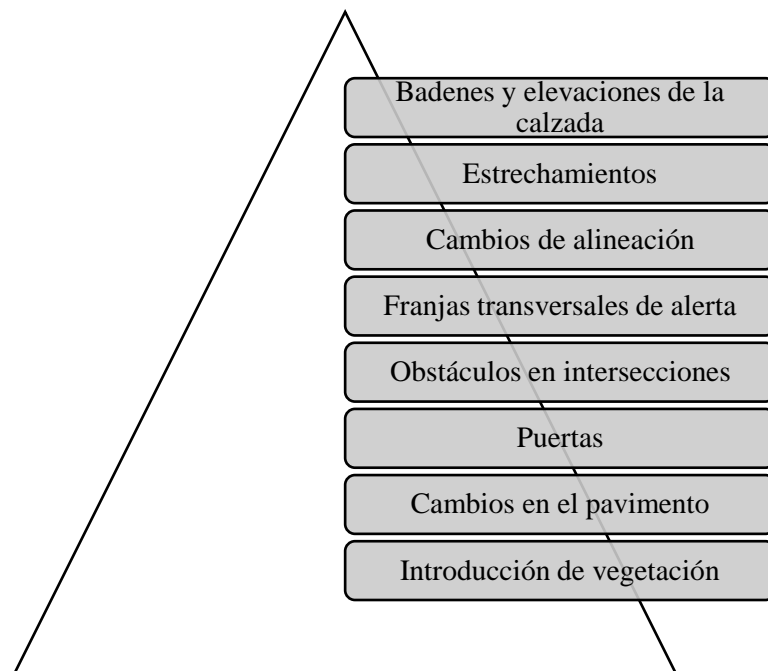 Badenes y elevaciones de la
calzada
Estrechamientos
Cambios de alineación
Franjas transversales de alerta
Obstáculos en intersecciones
Puertas
Cambios en el pavimento
Introducción de vegetación